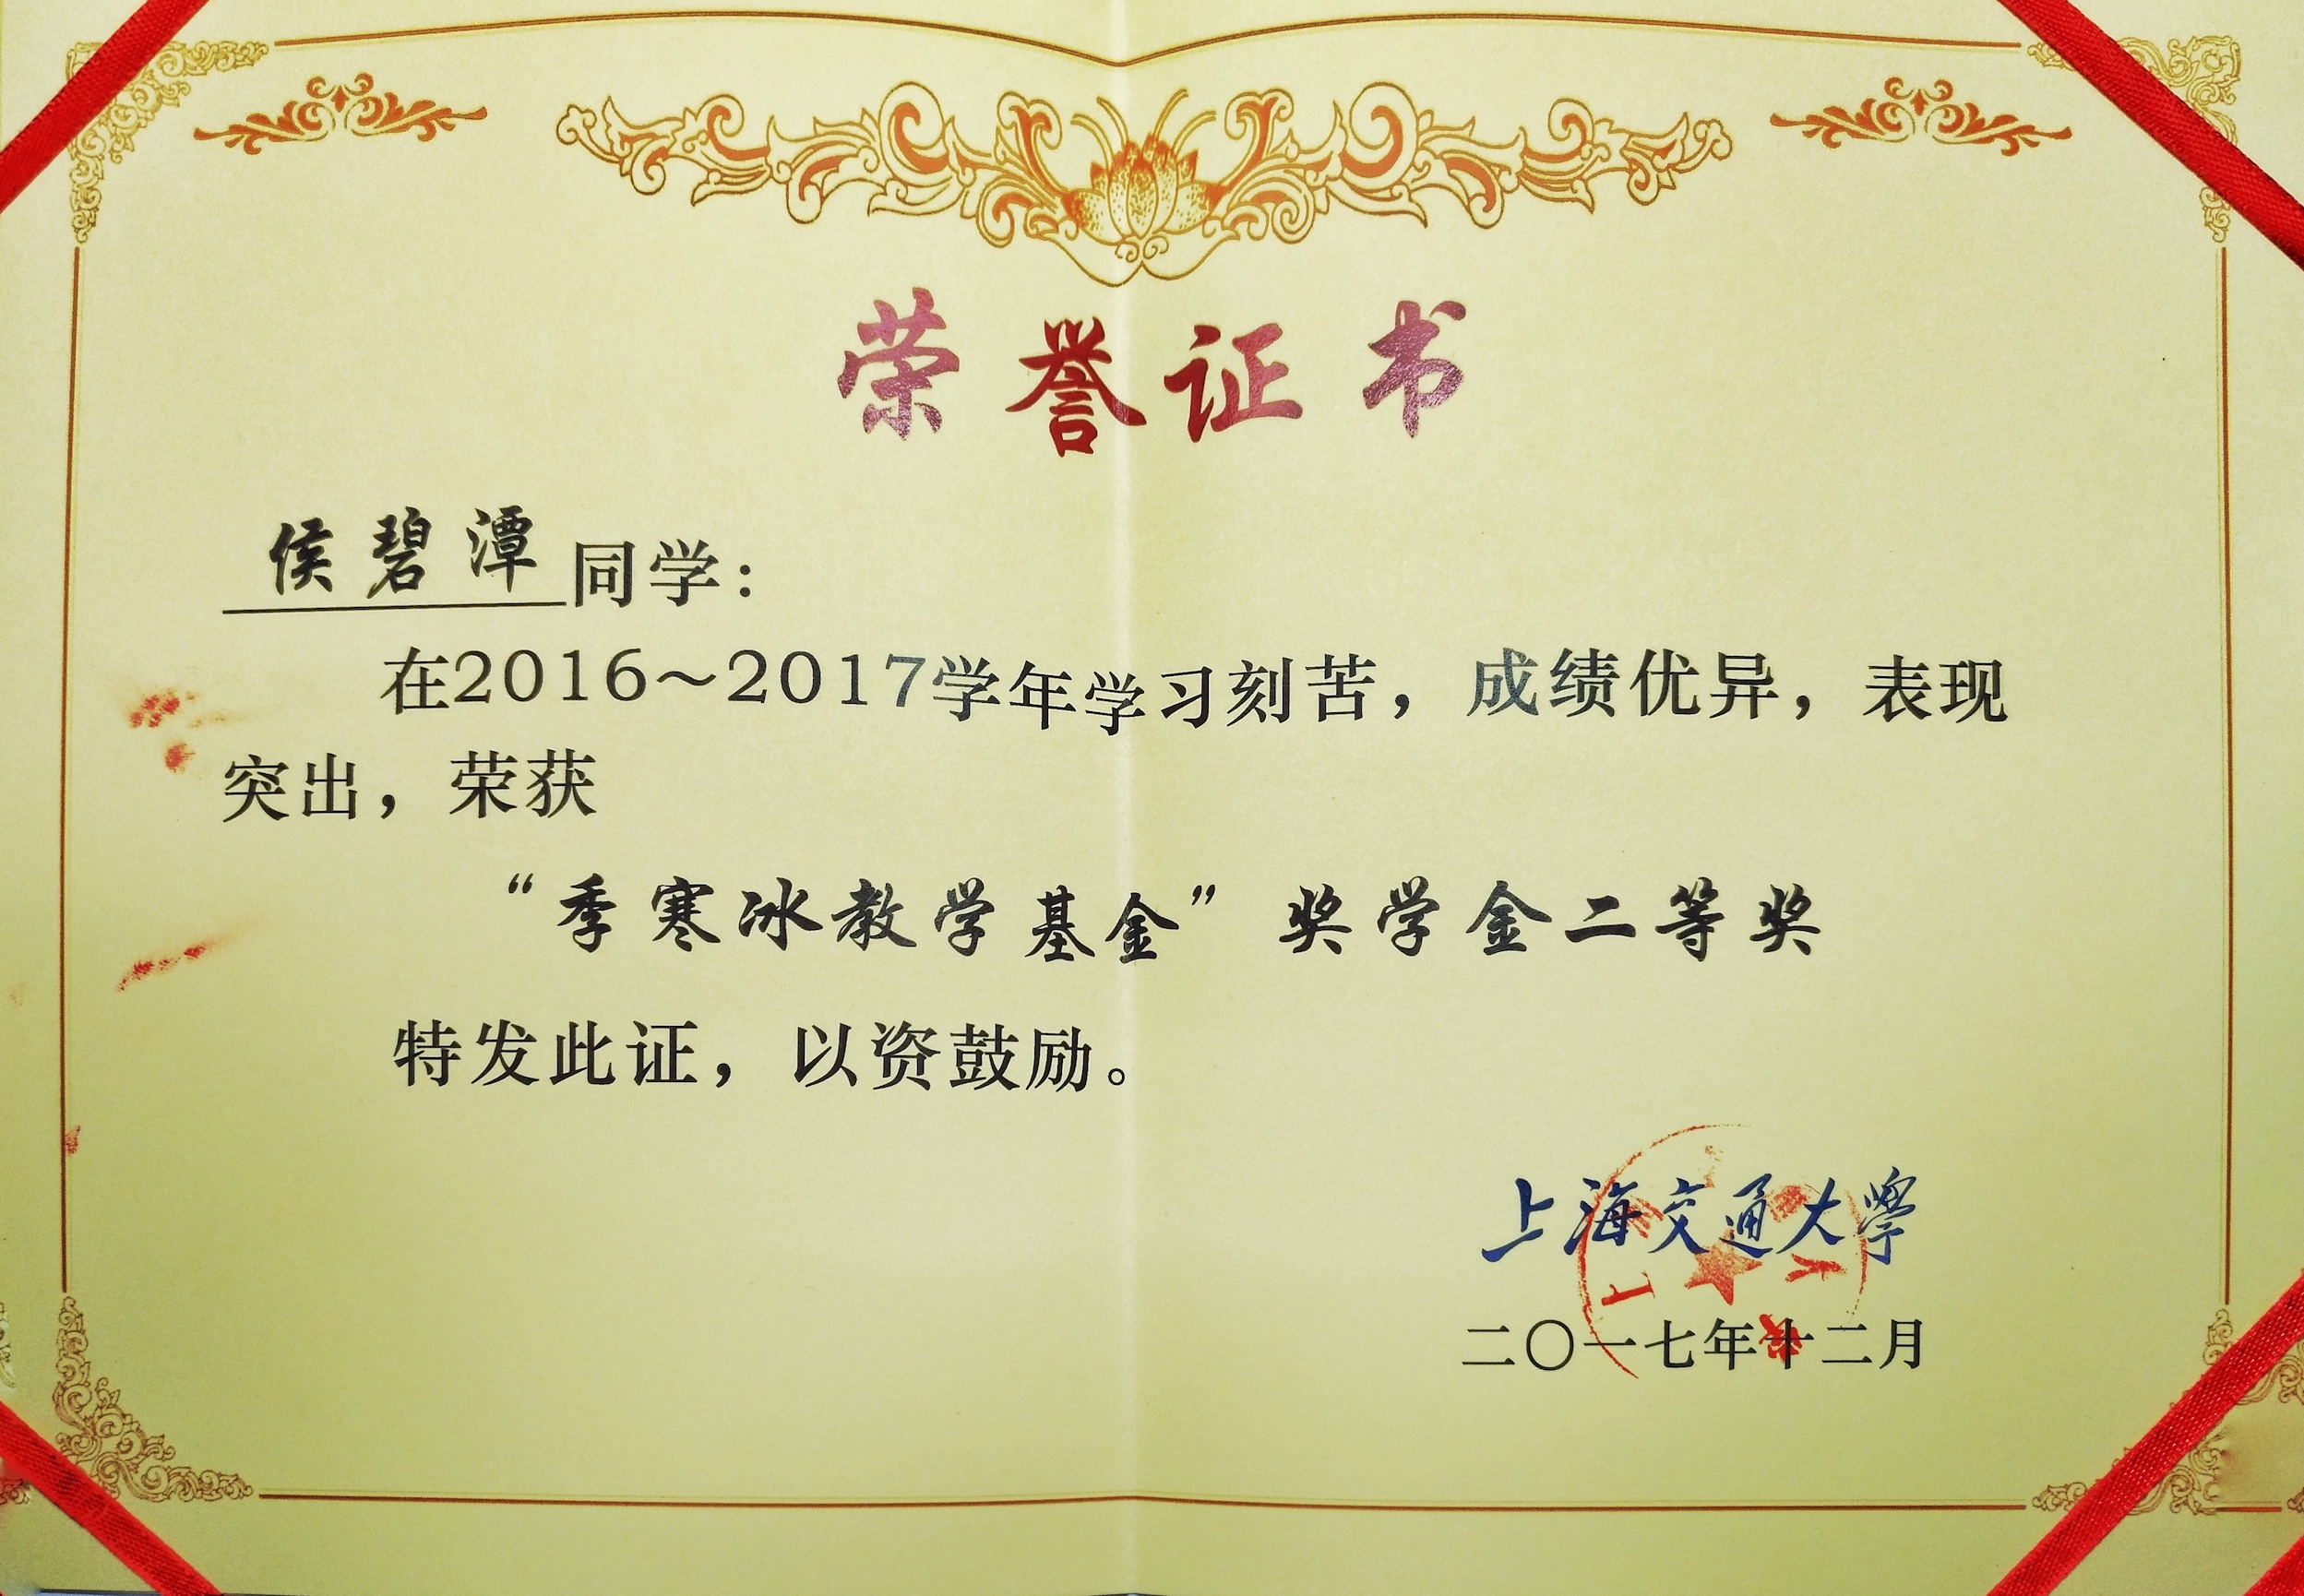 荣誉证书
侯碧潭同学：
在2016～2017学年学习刻苦，成绩优异，表现
突出，荣获
“季寒冰教学基金”奖学金二等奖
特发此证，以资鼓励。
上海交通大學
二〇一七年十二月